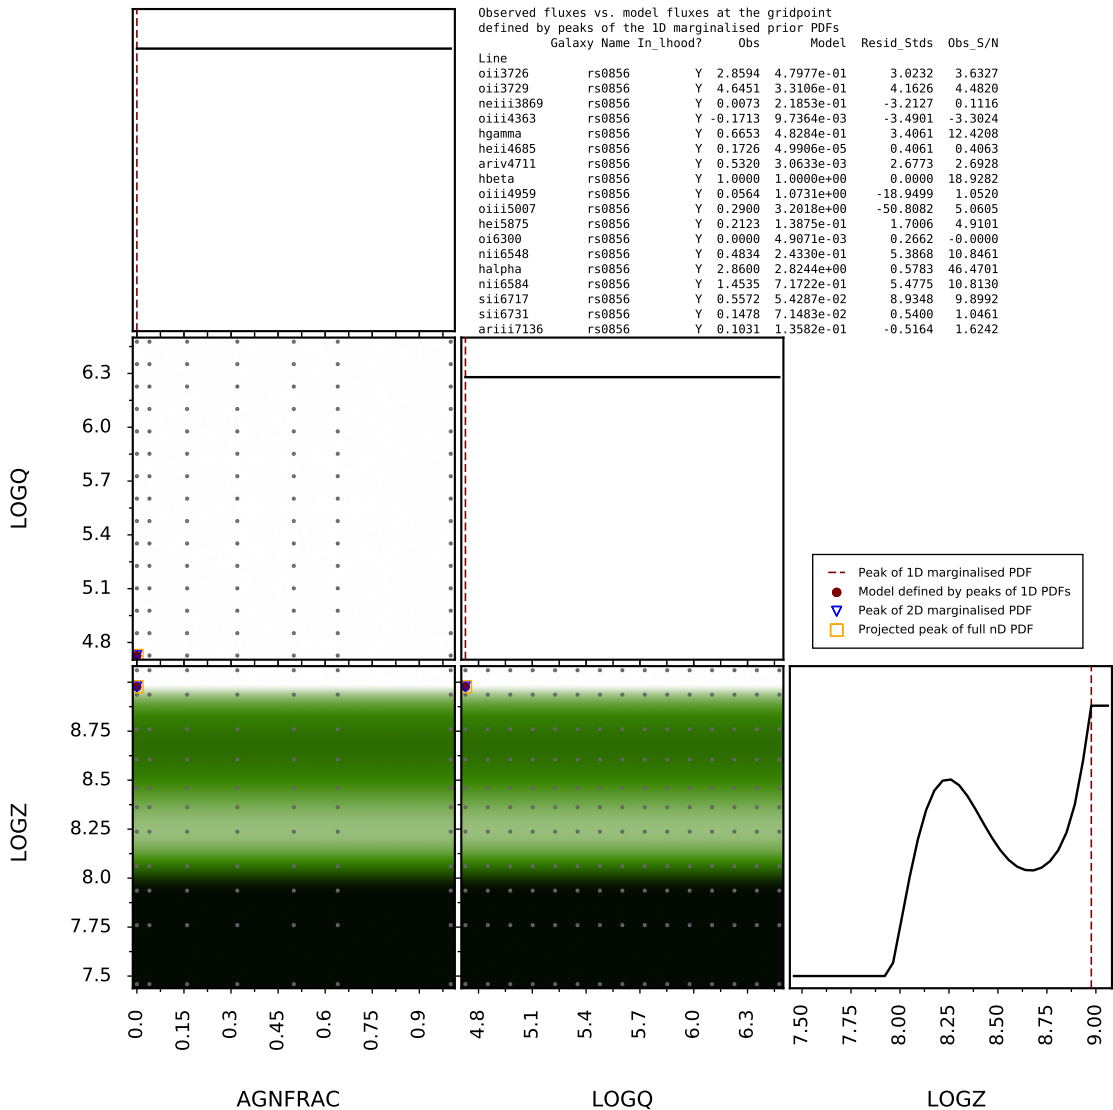 Observed fluxes vs. model fluxes at the gridpoint
defined by peaks of the 1D marginalised prior PDFs
Galaxy Name In_lhood? Obs Model Resid_Stds Obs_S/N
Line
oii3726 rs0856 Y 2.8594 4.7977e-01 3.0232 3.6327
oii3729 rs0856 Y 4.6451 3.3106e-01 4.1626 4.4820
neiii3869 rs0856 Y 0.0073 2.1853e-01 -3.2127 0.1116
oiii4363 rs0856 Y -0.1713 9.7364e-03 -3.4901 -3.3024
hgamma rs0856 Y 0.6653 4.8284e-01 3.4061 12.4208
heii4685 rs0856 Y 0.1726 4.9906e-05 0.4061 0.4063
ariv4711 rs0856 Y 0.5320 3.0633e-03 2.6773 2.6928
hbeta rs0856 Y 1.0000 1.0000e+00 0.0000 18.9282
oiii4959 rs0856 Y 0.0564 1.0731e+00 -18.9499 1.0520
oiii5007 rs0856 Y 0.2900 3.2018e+00 -50.8082 5.0605
hei5875 rs0856 Y 0.2123 1.3875e-01 1.7006 4.9101
oi6300 rs0856 Y 0.0000 4.9071e-03 0.2662 -0.0000
nii6548 rs0856 Y 0.4834 2.4330e-01 5.3868 10.8461
halpha rs0856 Y 2.8600 2.8244e+00 0.5783 46.4701
nii6584 rs0856 Y 1.4535 7.1722e-01 5.4775 10.8130
sii6717 rs0856 Y 0.5572 5.4287e-02 8.9348 9.8992
sii6731 rs0856 Y 0.1478 7.1483e-02 0.5400 1.0461
ariii7136 rs0856 Y 0.1031 1.3582e-01 -0.5164 1.6242
6.3
6.0
5.7
5.4
5.1
4.8
LOGQ
Peak of 1D marginalised PDF
Model defined by peaks of 1D PDFs
Peak of 2D marginalised PDF
Projected peak of full nD PDF
8.75
8.5
8.25
8.0
7.75
7.5
LOGZ
0.0 0.15 0.3 0.45 0.6 0.75 0.9
4.8 5.1 5.4 5.7 6.0 6.3
7.50 7.75 8.00 8.25 8.50 8.75 9.00
AGNFRAC LOGQ LOGZ